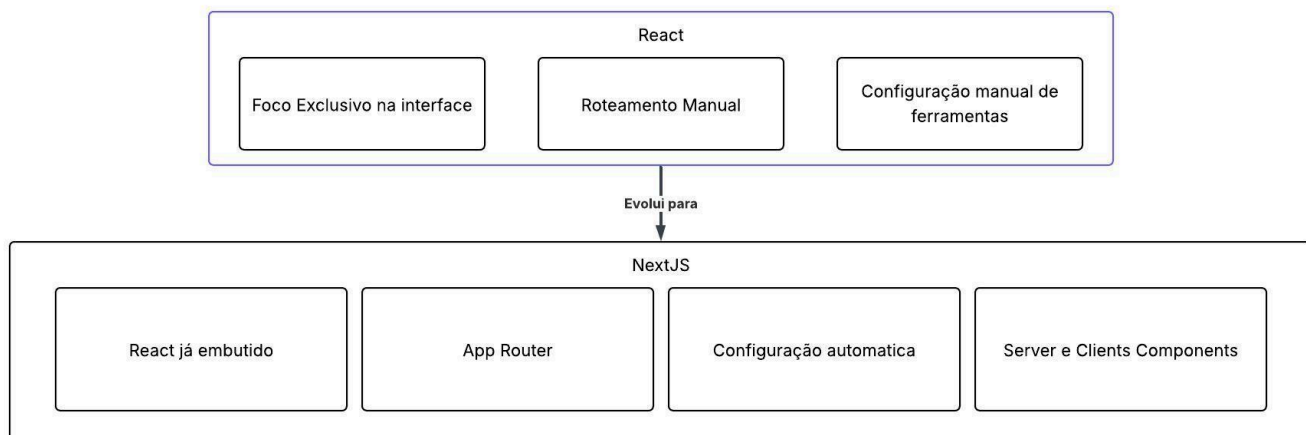 React
Foco Exclusivo na interface
Roteamento Manual
Configuração manual de
ferramentas
Evolui para
NextJS
React já embutido
App Router
Configuração automatica
Server e Clients Components